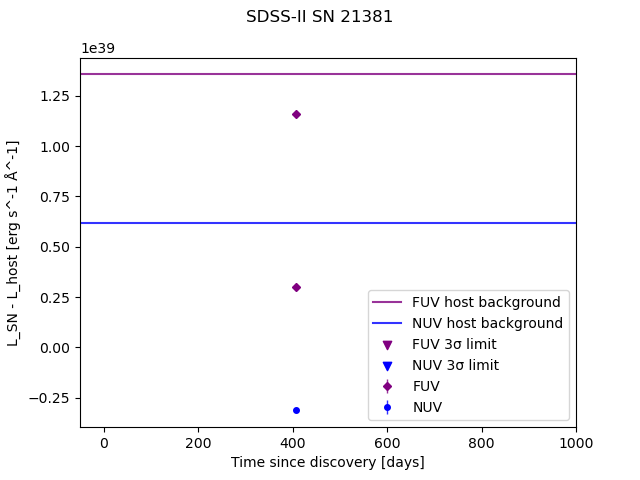 SDSS-II SN 21381
1e39
L_SN - L_host [erg s^-1 Å^-1]
1.25
1.00
0.75
0.50
0.25
0.00
−0.25
FUV host background
NUV host background
FUV 3σ limit
NUV 3σ limit
FUV
NUV
0 200 400 600 800 1000
Time since discovery [days]